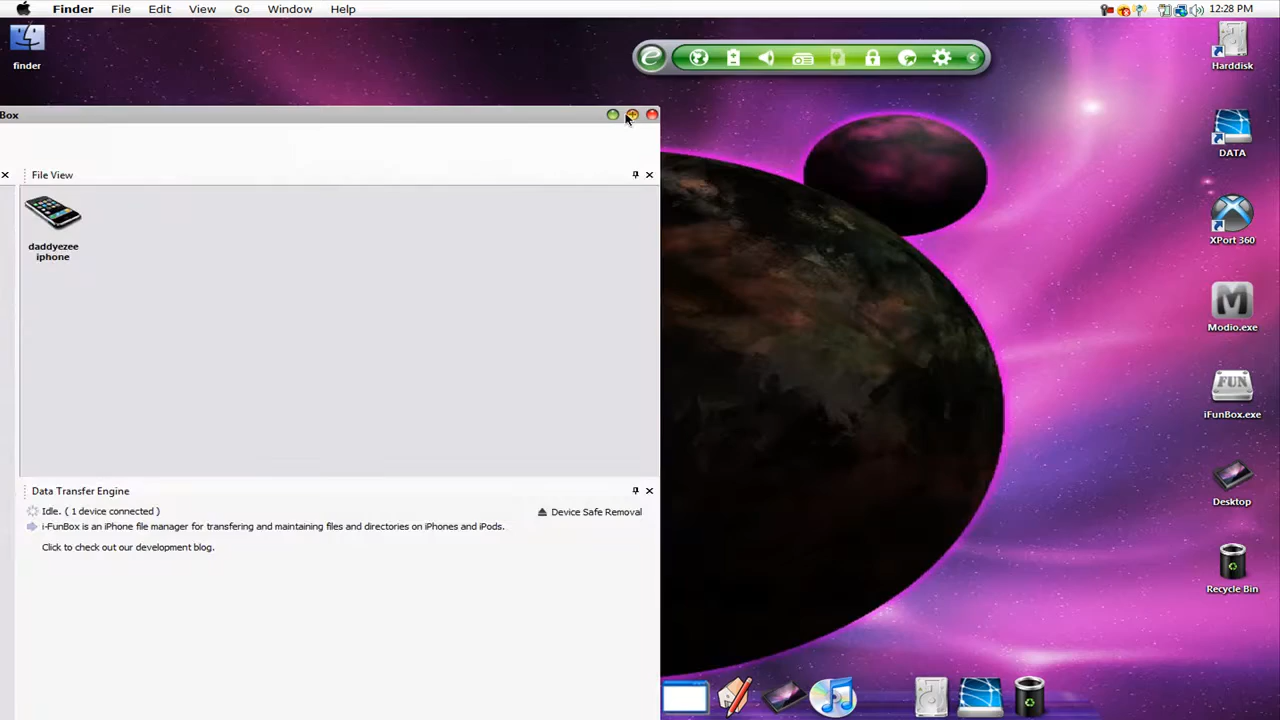 Finder File Edit View Go Window Help 12:28 PM
finder
Harddisk
DATA
XPort 360
Modio.exe
FUN
iFunBox.exe
Desktop
Recycle Bin
Box
File View
daddyezee
iphone
Data Transfer Engine
Idle. ( 1 device connected )
Device Safe Removal
i-FunBox is an iPhone file manager for transfering and maintaining files and directories on iPhones and iPods.
Click to check out our development blog.